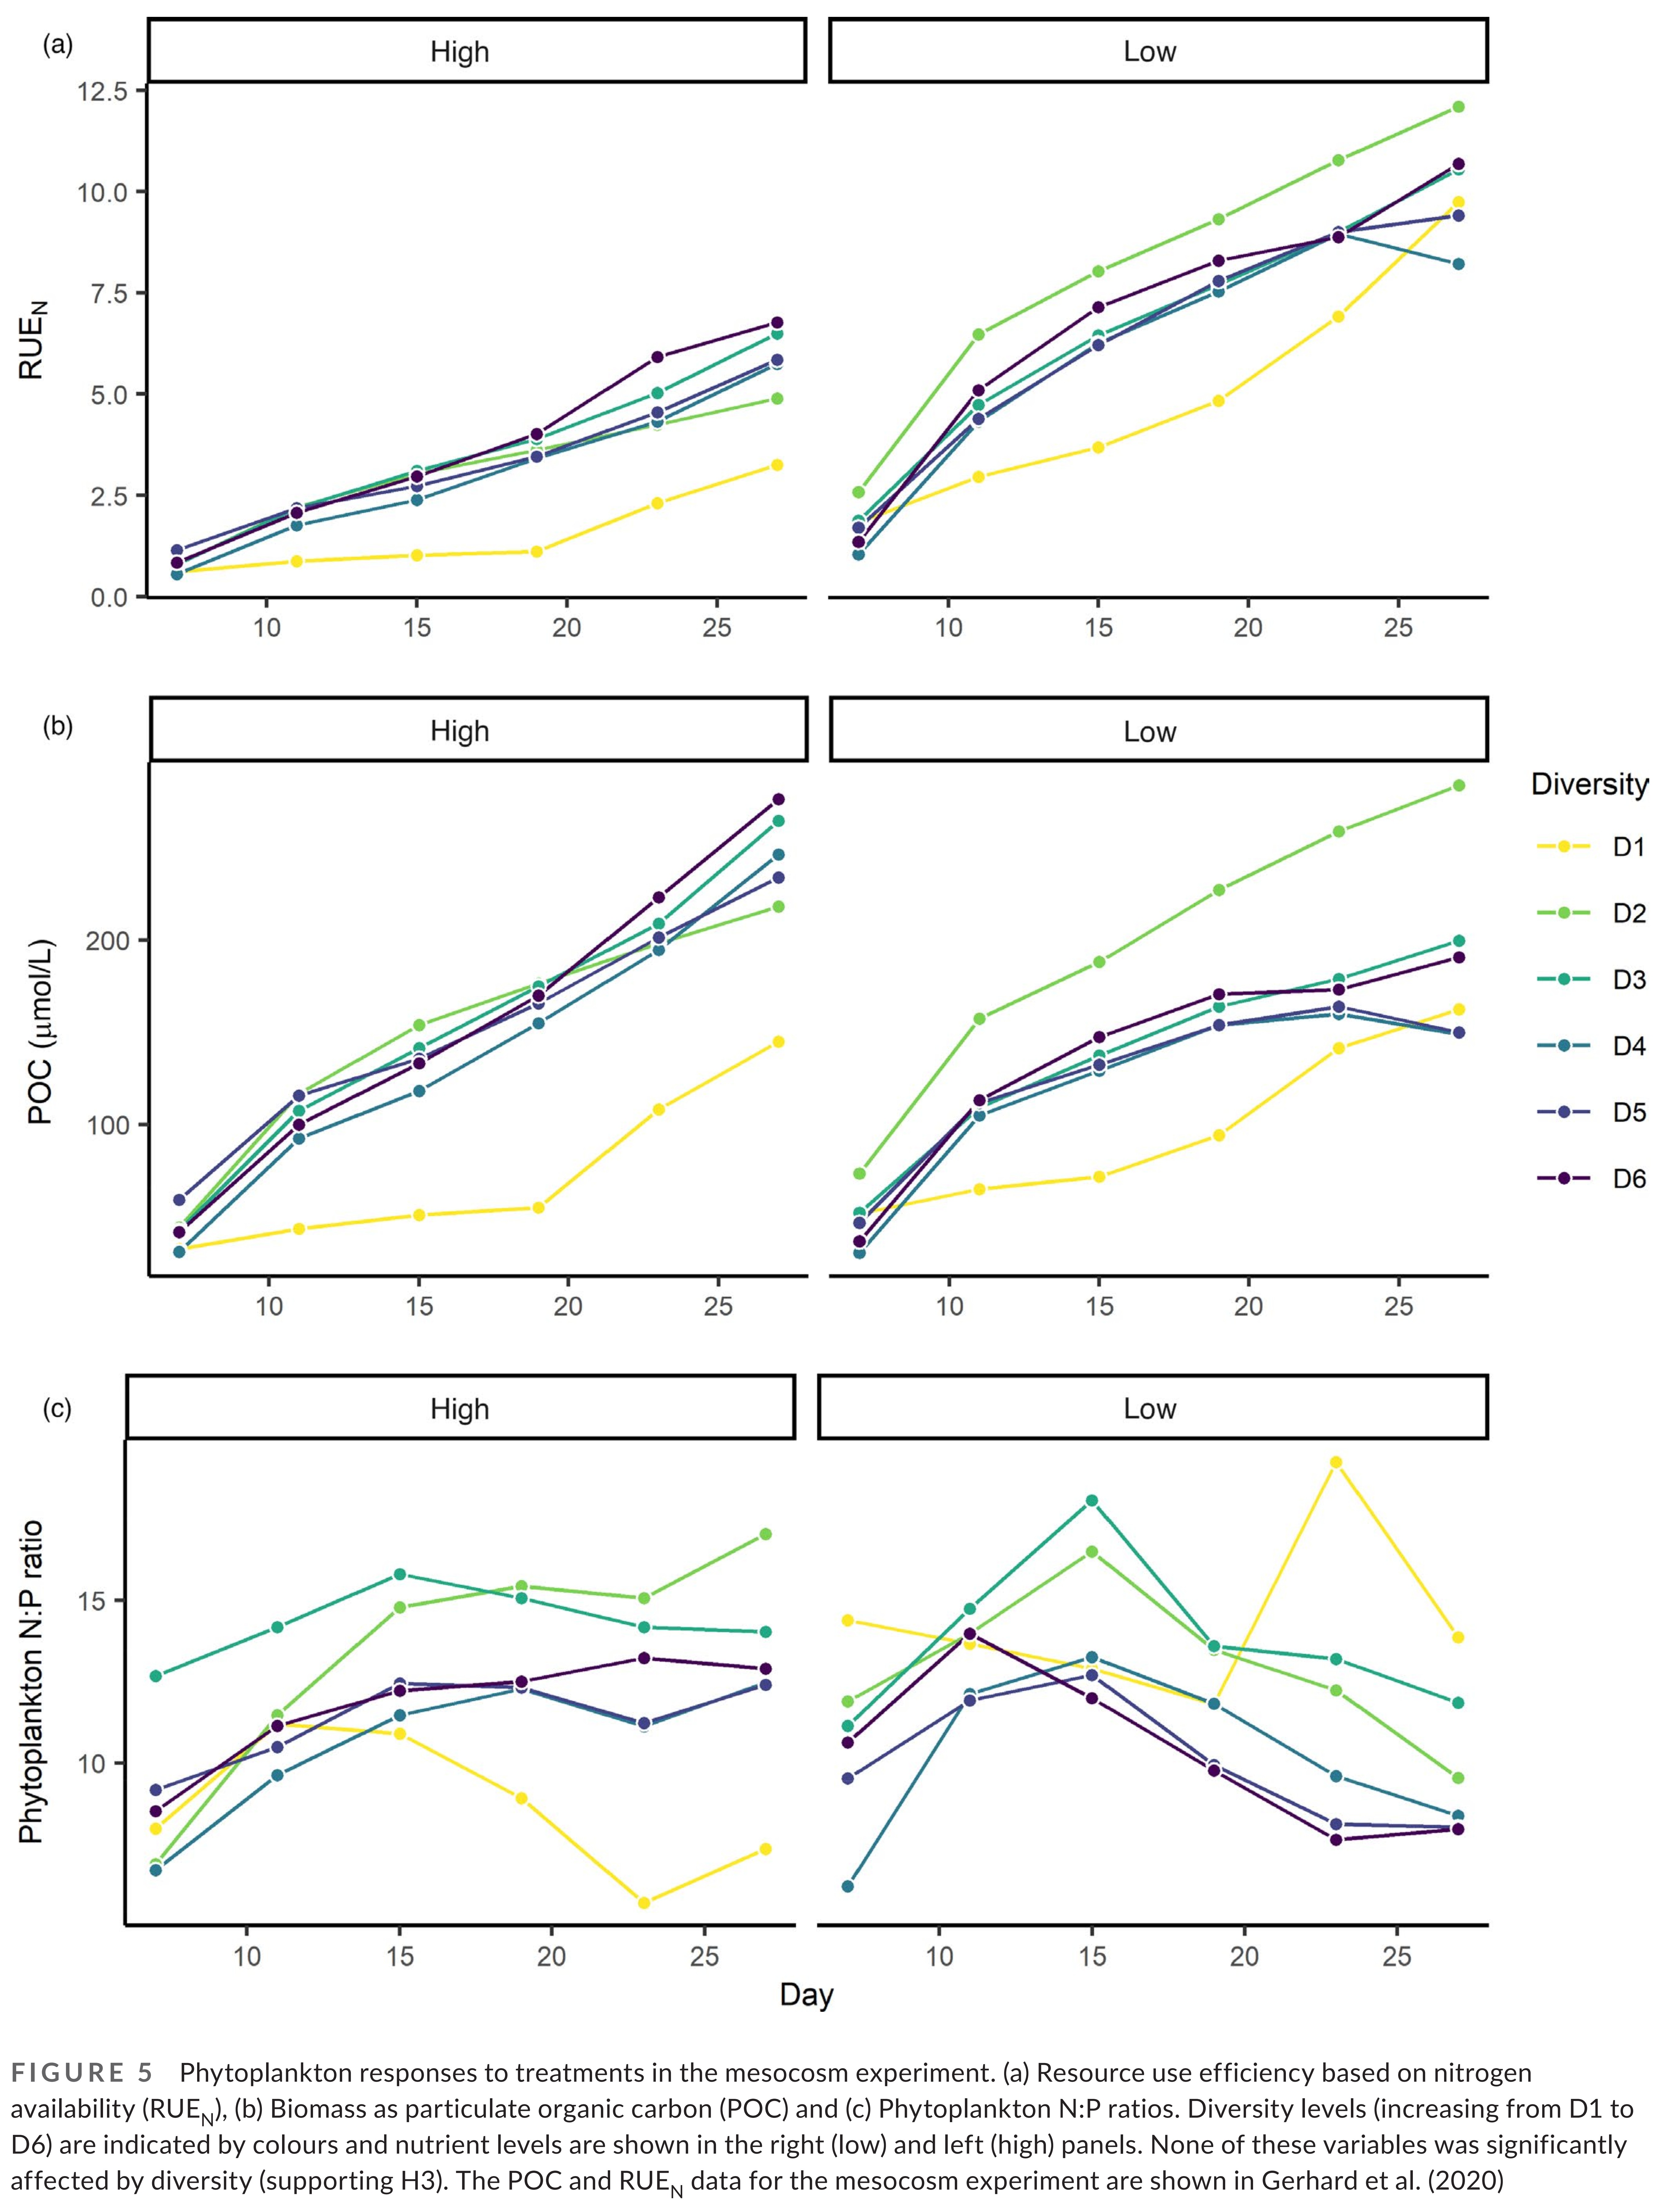 (a)
High
Low
12.5
10.0
7.5
5.0
2.5
0.0
RUEN
10
15
20
25
10
15
20
25
(b)
High
Low
200
100
POC (μmol/L)
10
15
20
25
10
15
20
25
Diversity
D1
D2
D3
D4
D5
D6
(c)
High
Low
15
10
Phytoplankton N:P ratio
10
15
20
25
10
15
20
25
Day
FIGURE 5 Phytoplankton responses to treatments in the mesocosm experiment. (a) Resource use efficiency based on nitrogen
availability (RUEN), (b) Biomass as particulate organic carbon (POC) and (c) Phytoplankton N:P ratios. Diversity levels (increasing from D1 to
D6) are indicated by colours and nutrient levels are shown in the right (low) and left (high) panels. None of these variables was significantly
affected by diversity (supporting H3). The POC and RUEN data for the mesocosm experiment are shown in Gerhard et al. (2020)